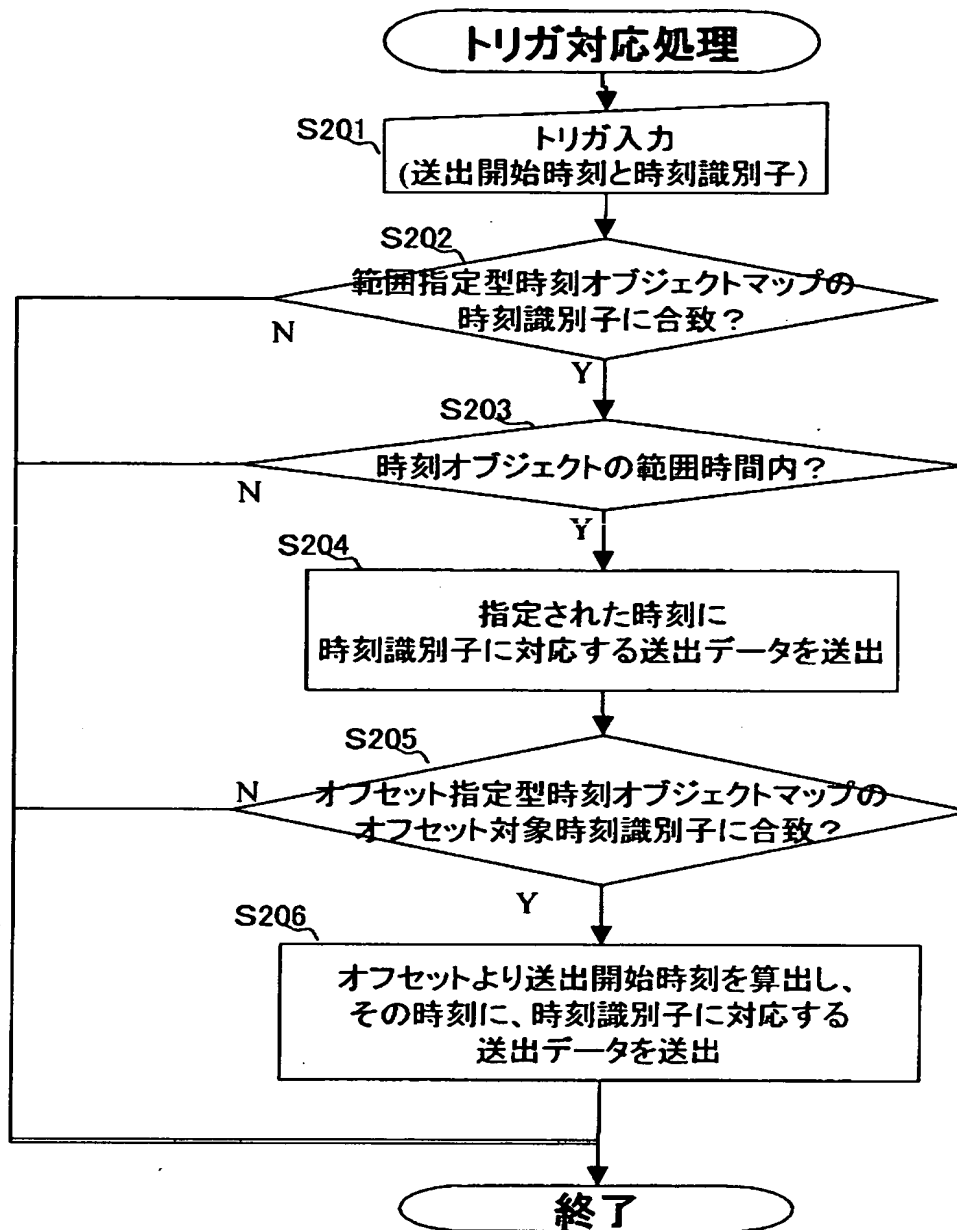 トリガ対応処理
S201
トリガ入力
(送出開始時刻と時刻識別子)
S202
範囲指定型時刻オブジェクトマップの
時刻識別子に合致?
N
Y
S203
時刻オブジェクトの範囲時間内?
N
Y
S204
指定された時刻に
時刻識別子に対応する送出データを送出
S205
N
オフセット指定型時刻オブジェクトマップの
オフセット対象時刻識別子に合致?
Y
S206
オフセットより送出開始時刻を算出し、
その時刻に、時刻識別子に対応する
送出データを送出
終了